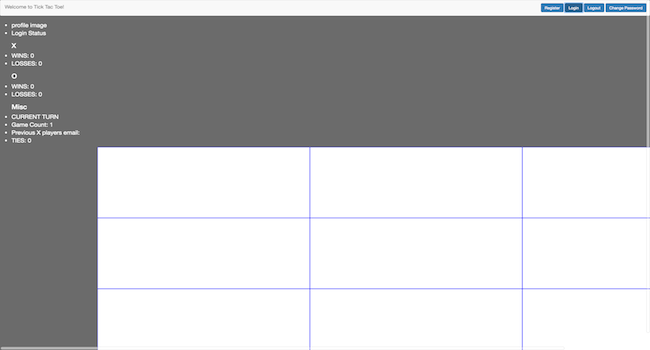 Welcome to Tick Tac Toe!
Register Login Logout Change Password
profile image
Login Status
X
WINS: 0
LOSSES: 0
O
WINS: 0
LOSSES: 0
Misc
CURRENT TURN
Game Count: 1
Previous X players email:
TIES: 0